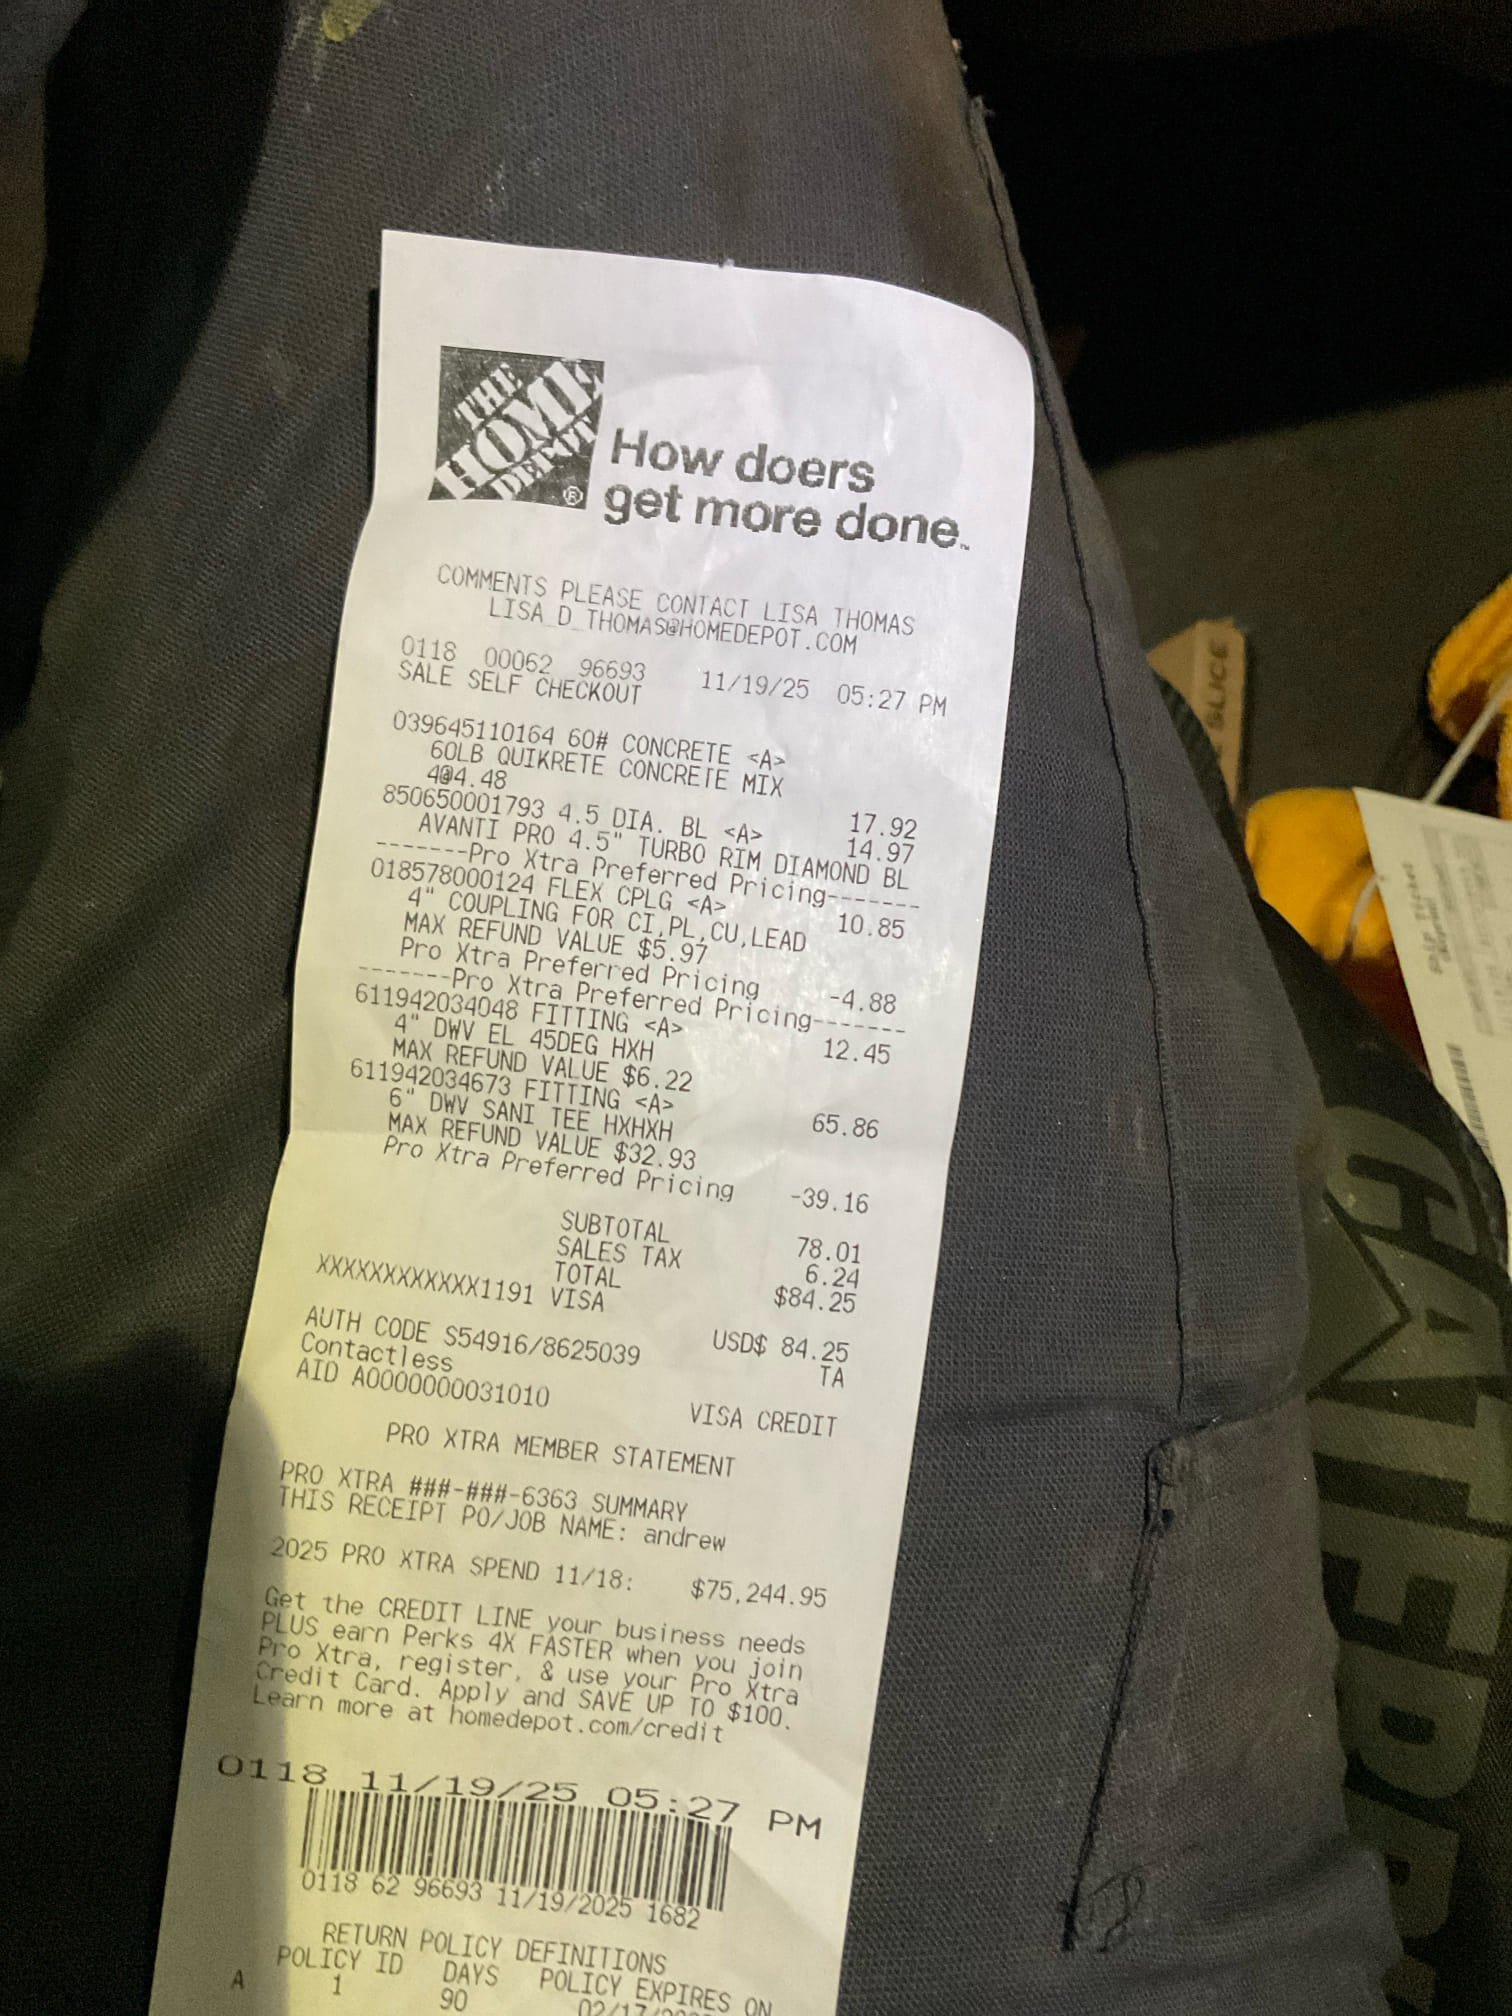 THE
HOME
DEPOT
®
How doers
get more done.™
COMMENTS PLEASE CONTACT LISA THOMAS
LISA_D_THOMAS@HOMEDEPOT.COM
0118 00062 96693 11/19/25 05:27 PM
SALE SELF CHECKOUT
039645110164 60# CONCRETE <A>
60LB QUIKRETE CONCRETE MIX
4@4.48 17.92
850650001793 4.5 DIA. BL <A> 14.97
AVANTI PRO 4.5" TURBO RIM DIAMOND BL
-------Pro Xtra Preferred Pricing-------
018578000124 FLEX CPLG <A> 10.85
4" COUPLING FOR CI,PL,CU,LEAD
MAX REFUND VALUE $5.97
Pro Xtra Preferred Pricing -4.88
-------Pro Xtra Preferred Pricing-------
611942034048 FITTING <A> 12.45
4" DWV EL 45DEG HXH
MAX REFUND VALUE $6.22
611942034673 FITTING <A> 65.86
6" DWV SANI TEE HXHXH
MAX REFUND VALUE $32.93
Pro Xtra Preferred Pricing -39.16
SUBTOTAL 78.01
SALES TAX 6.24
TOTAL $84.25
XXXXXXXXXXXX1191 VISA
USD$ 84.25
AUTH CODE S54916/8625039 TA
Contactless
AID A0000000031010 VISA CREDIT
PRO XTRA MEMBER STATEMENT
PRO XTRA ###-###-6363 SUMMARY
THIS RECEIPT PO/JOB NAME: andrew
2025 PRO XTRA SPEND 11/18: $75,244.95
Get the CREDIT LINE your business needs
PLUS earn Perks 4X FASTER when you join
Pro Xtra, register, & use your Pro Xtra
Credit Card. Apply and SAVE UP TO $100.
Learn more at homedepot.com/credit
0118 11/19/25 05:27 PM
0118 62 96693 11/19/2025 1682
RETURN POLICY DEFINITIONS
POLICY ID DAYS POLICY EXPIRES ON
A 1 90 02/17/
SLICE
CATERP